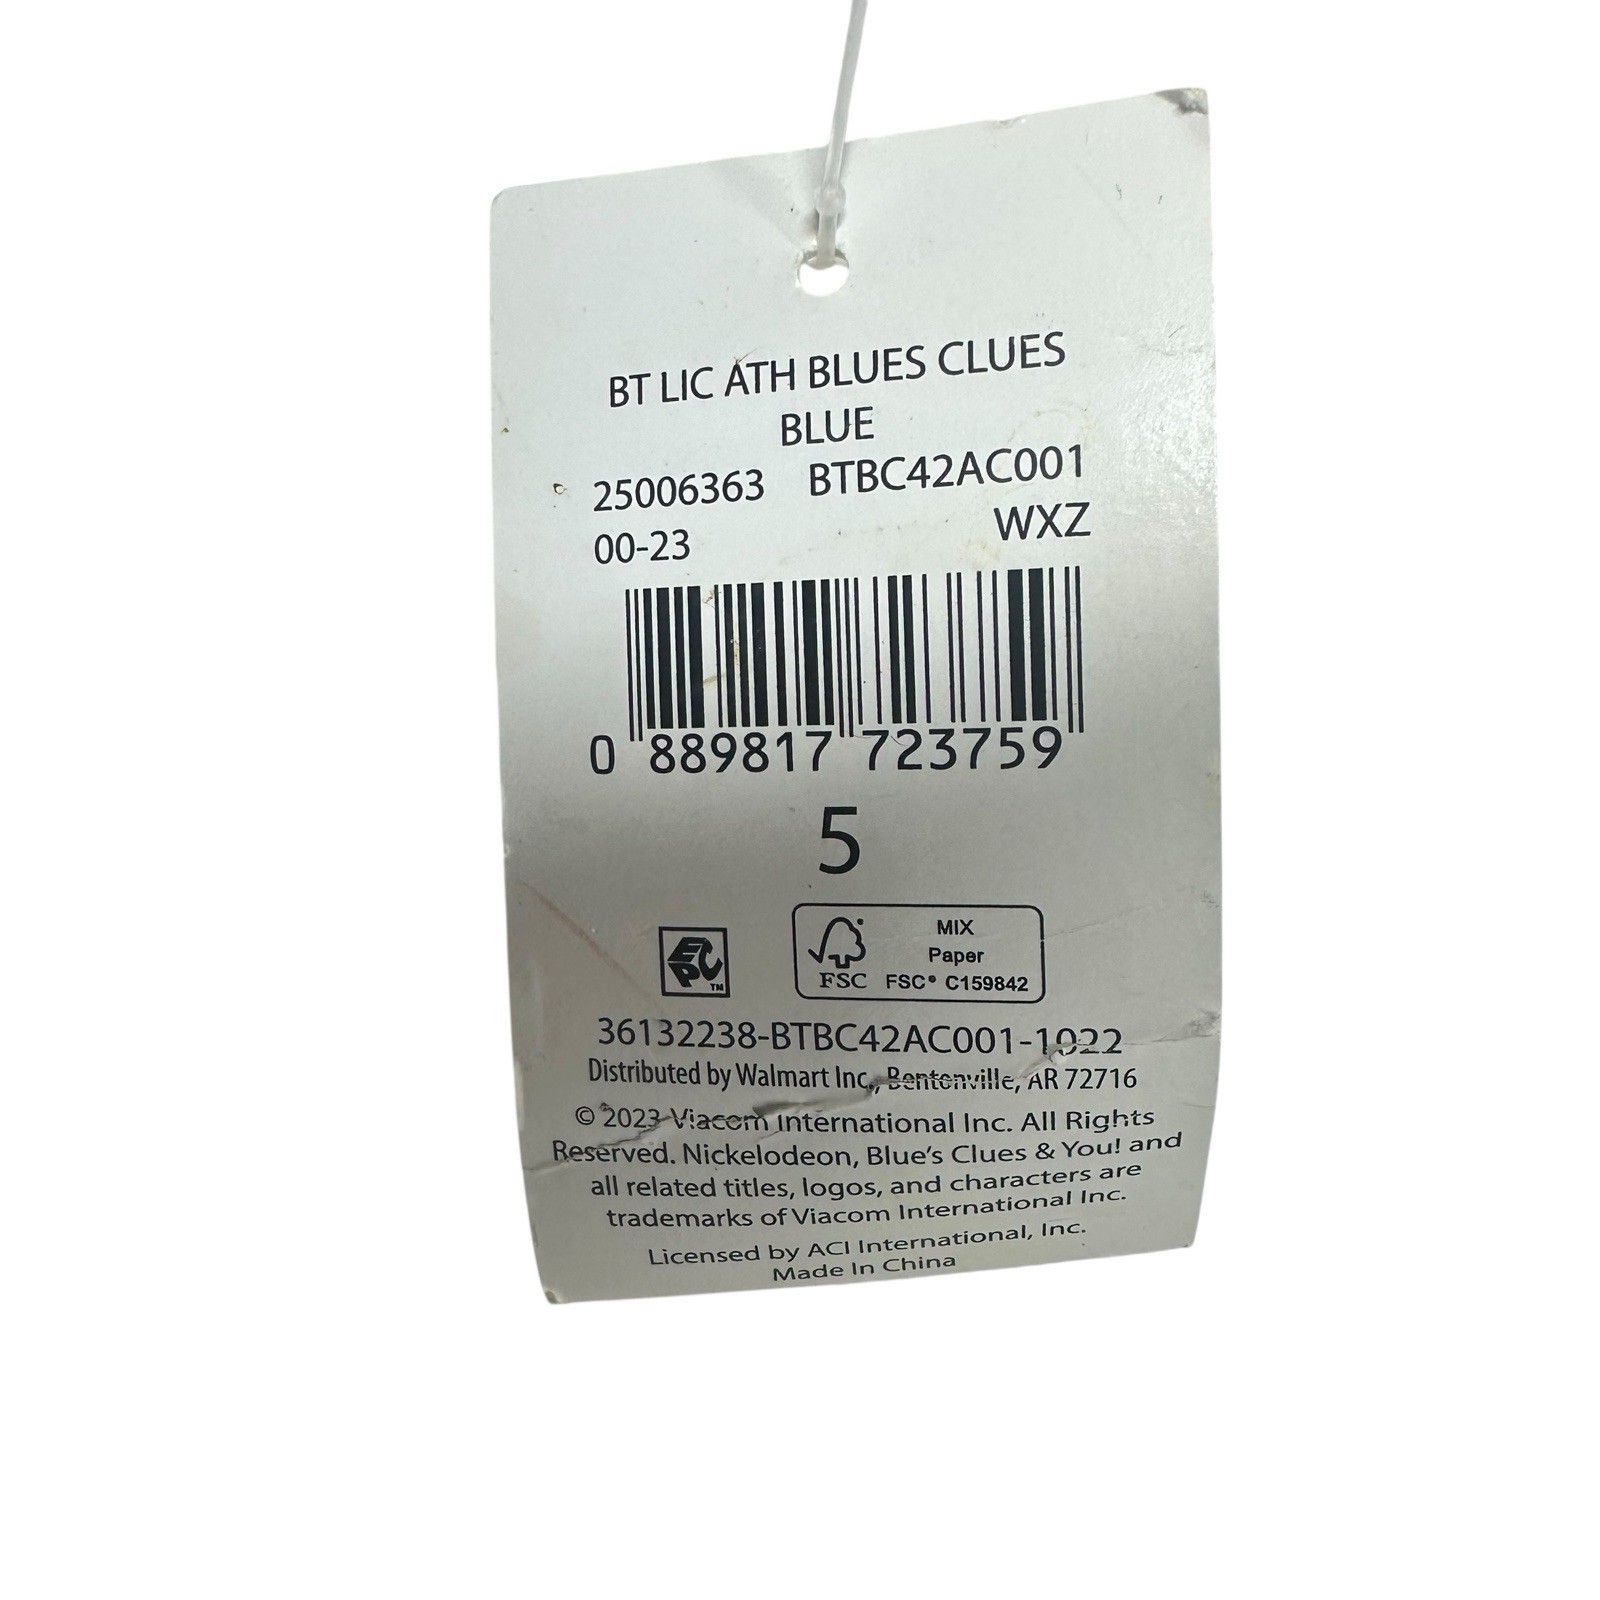 BT LIC ATH BLUES CLUES
BLUE
25006363 BTBC42AC001
00-23 WXZ
0 889817 723759
5
EPC TM
MIX
Paper
FSC FSC® C159842
36132238-BTBC42AC001-1022
Distributed by Walmart Inc., Bentonville, AR 72716
© 2023 Viacom International Inc. All Rights
Reserved. Nickelodeon, Blue's Clues & You! and
all related titles, logos, and characters are
trademarks of Viacom International Inc.
Licensed by ACI International, Inc.
Made In China